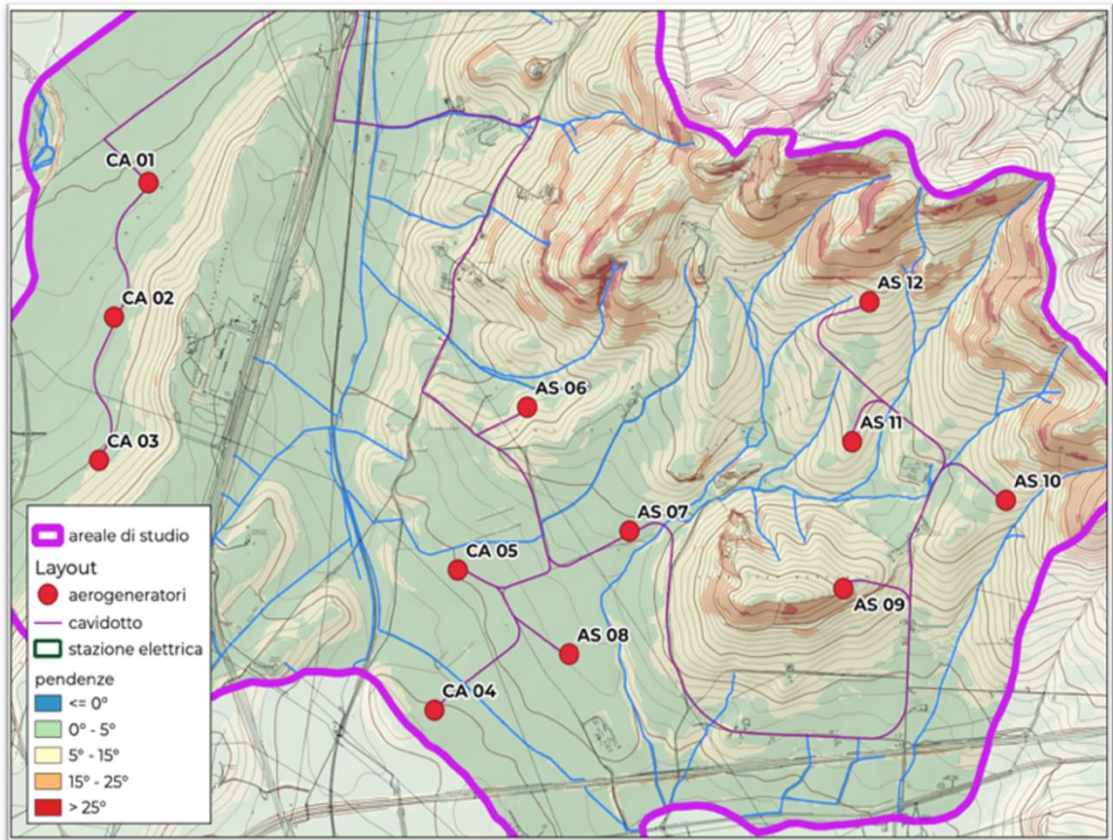 CA 01
AS 12
CA 02
AS 06
AS 11
CA 03
AS 10
AS 07
CA 05
AS 09
AS 08
CA 04
areale di studio
Layout
aerogeneratori
cavidotto
stazione elettrica
pendenze
<= 0°
0° - 5°
5° - 15°
15° - 25°
> 25°